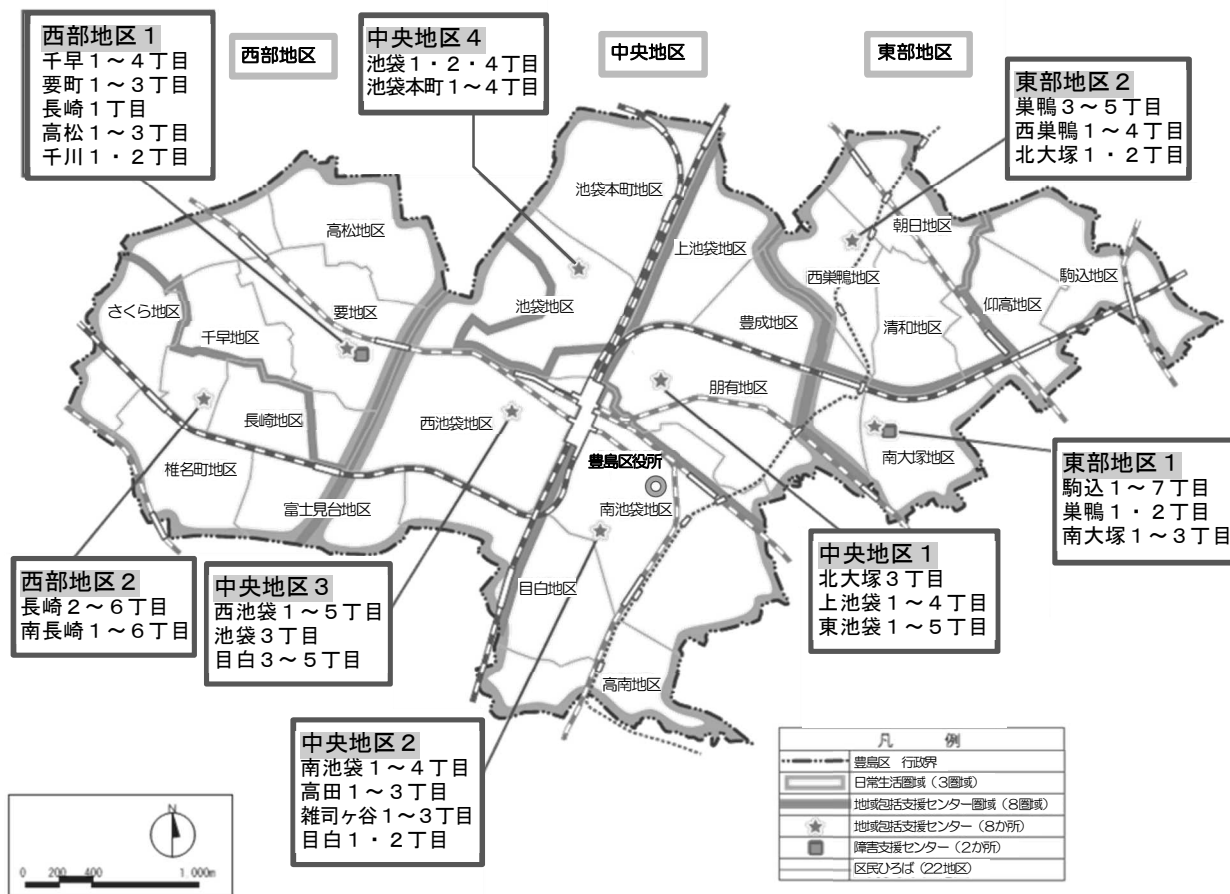 西部地区１
千早１～４丁目
要町１～３丁目
長崎１丁目
高松１～３丁目
千川１・２丁目
西部地区
中央地区４
池袋１・２・４丁目
池袋本町１～４丁目
中央地区
東部地区
東部地区２
巣鴨３～５丁目
西巣鴨１～４丁目
北大塚１・２丁目
池袋本町地区
高松地区
上池袋地区
朝日地区
西巣鴨地区
駒込地区
さくら地区
要地区
池袋地区
豊成地区
清和地区
仰高地区
千早地区
朋有地区
長崎地区
西池袋地区
椎名町地区
豊島区役所
南大塚地区
富士見台地区
南池袋地区
目白地区
高南地区
東部地区１
駒込１～７丁目
巣鴨１・２丁目
南大塚１～３丁目
西部地区２
長崎２～６丁目
南長崎１～６丁目
中央地区３
西池袋１～５丁目
池袋３丁目
目白３～５丁目
中央地区１
北大塚３丁目
上池袋１～４丁目
東池袋１～５丁目
中央地区２
南池袋１～４丁目
高田１～３丁目
雑司ヶ谷１～３丁目
目白１・２丁目
凡 例
豊島区 行政界
日常生活圏域（3圏域）
地域包括支援センター圏域（8圏域）
地域包括支援センター（8か所）
障害支援センター（2か所）
区民ひろば（22地区）
N
0 200 400 1,000m